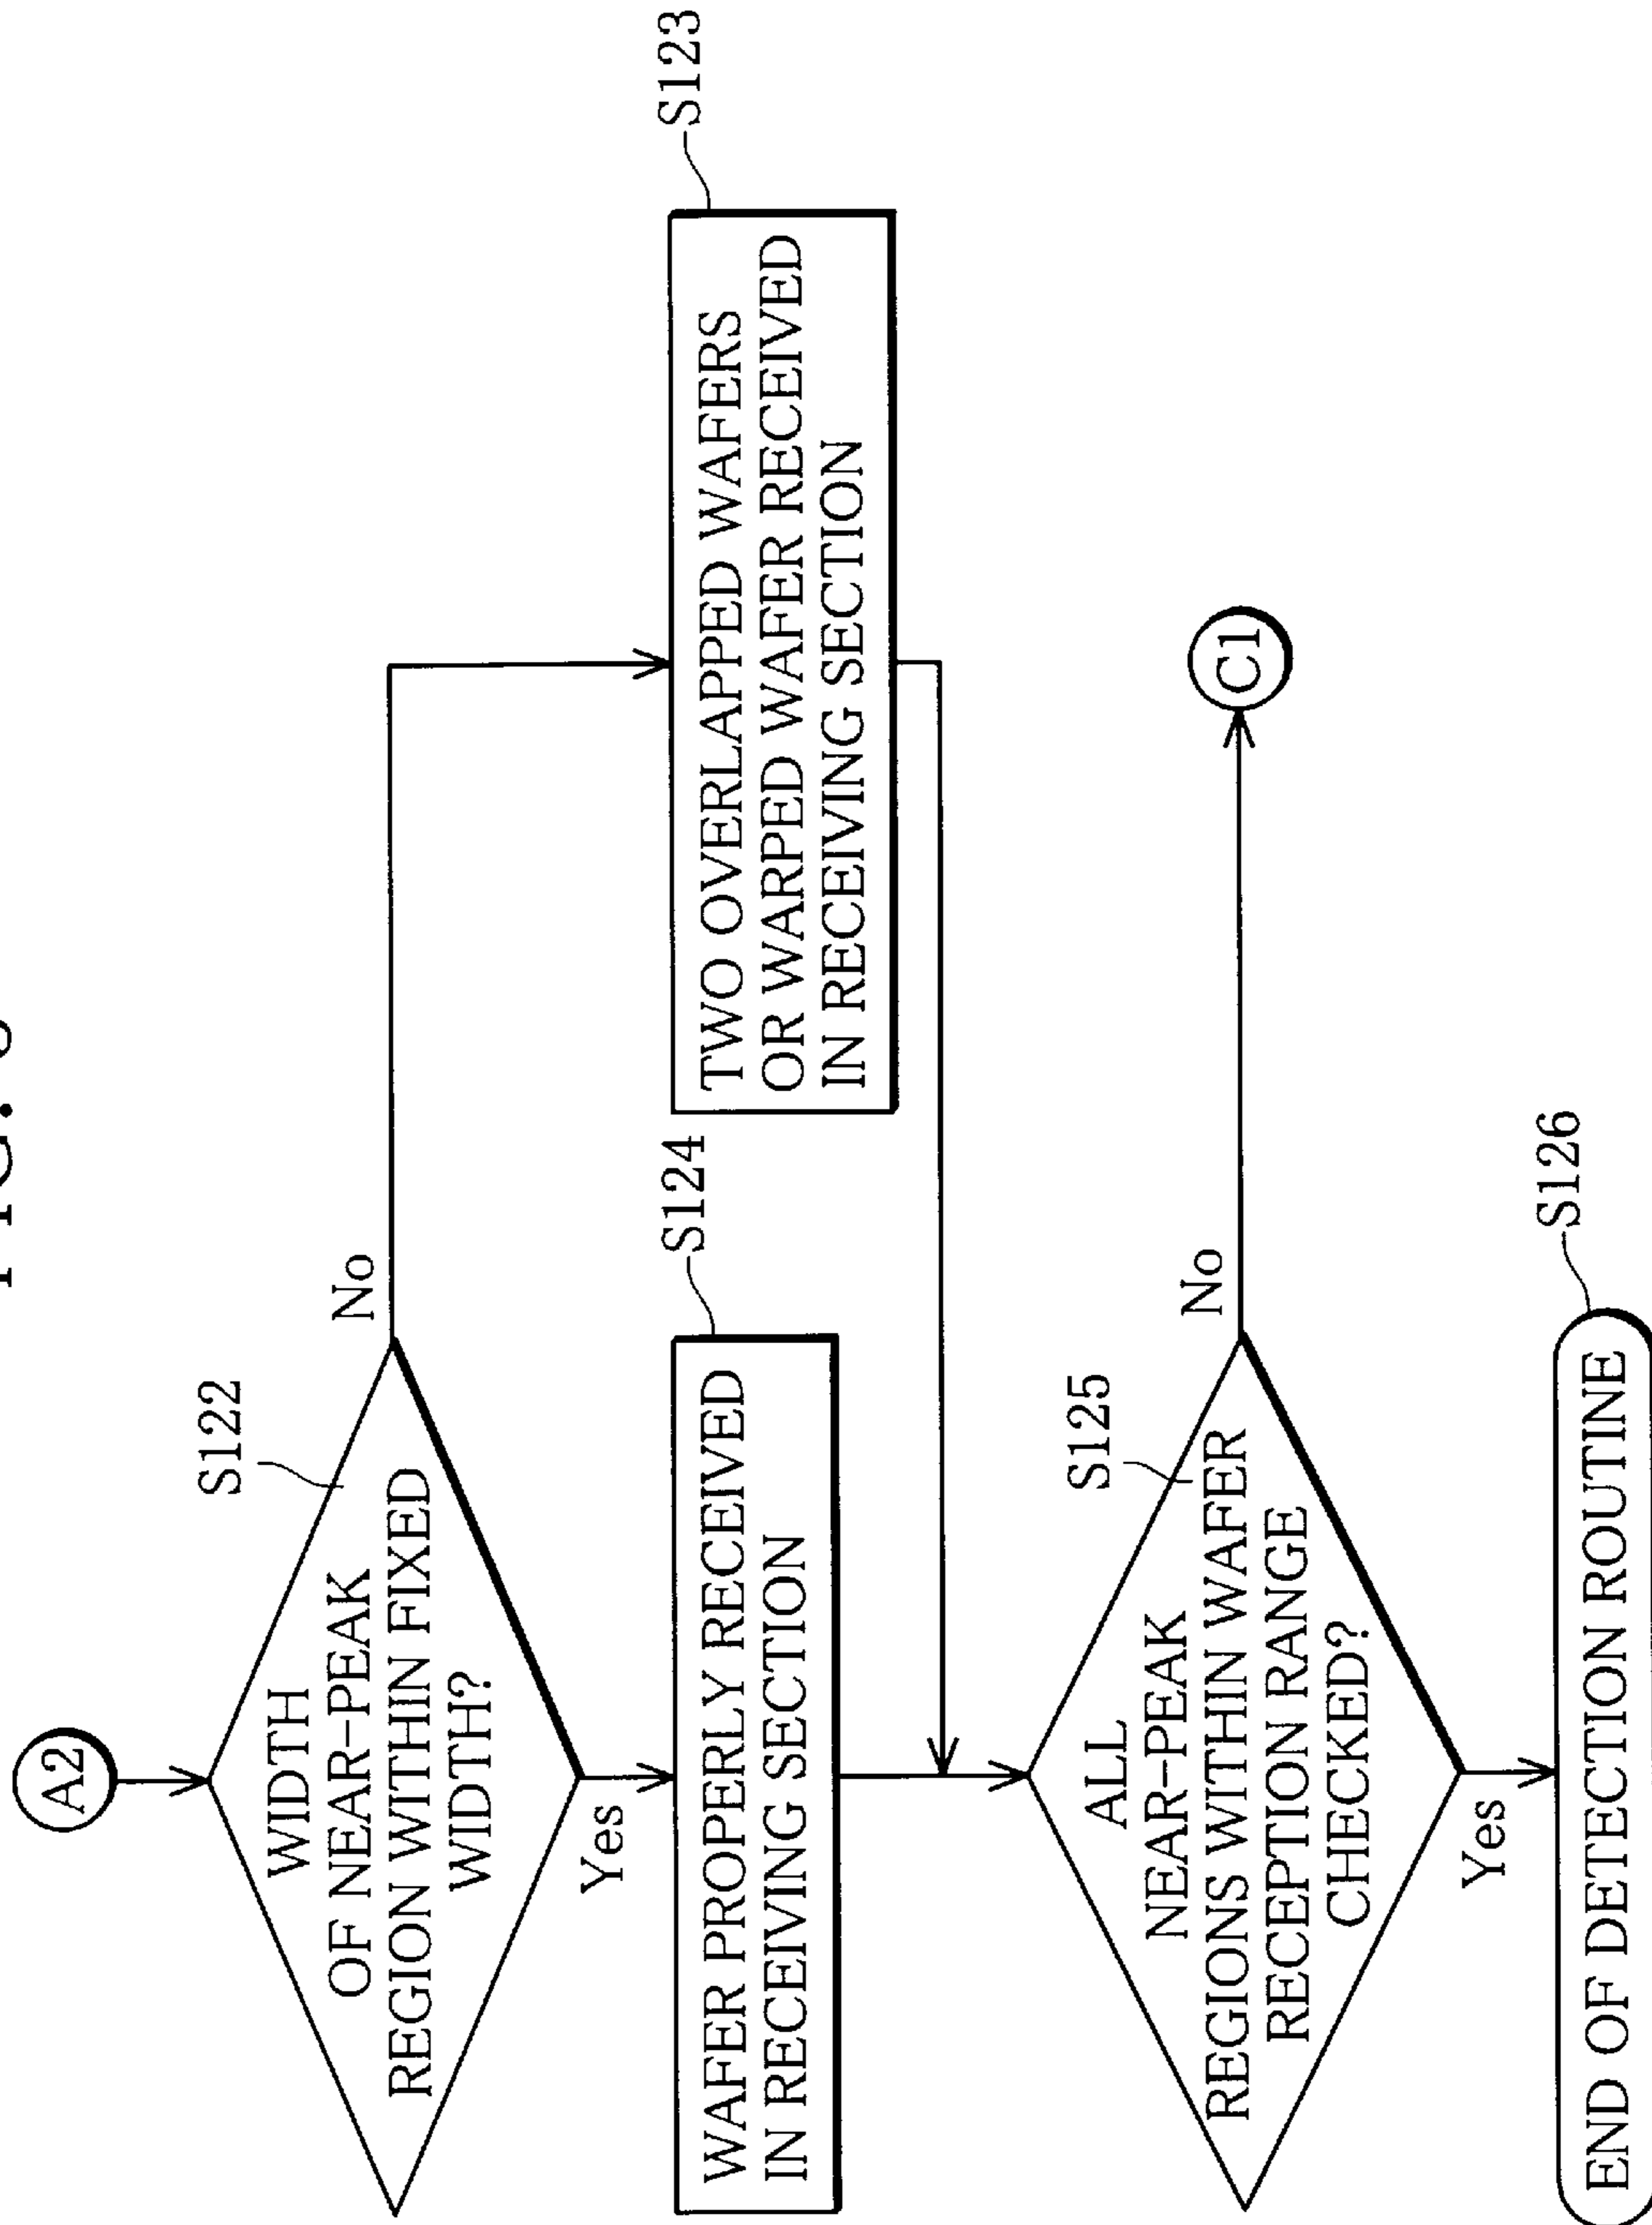 FIG.
A2
S122
WIDTH
OF NEAR-PEAK
REGION WITHIN FIXED
WIDTH?
No
Yes
S124
WAFER PROPERLY RECEIVED
IN RECEIVING SECTION
S123
TWO OVERLAPPED WAFERS
OR WARPED WAFER RECEIVED
IN RECEIVING SECTION
S125
ALL
NEAR-PEAK
REGIONS WITHIN WAFER
RECEPTION RANGE
CHECKED?
No
C1
Yes
S126
END OF DETECTION ROUTINE